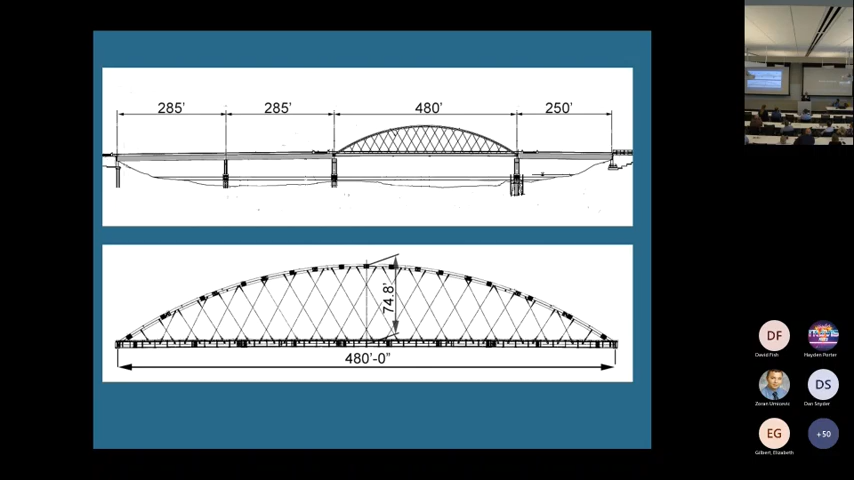 285'
285'
480'
250'
74.8'
480'-0"
DF
David Fish
Hayden Porter
Zoran
DS
Dan Snyder
EG
Gilbert, Elizabeth
+50